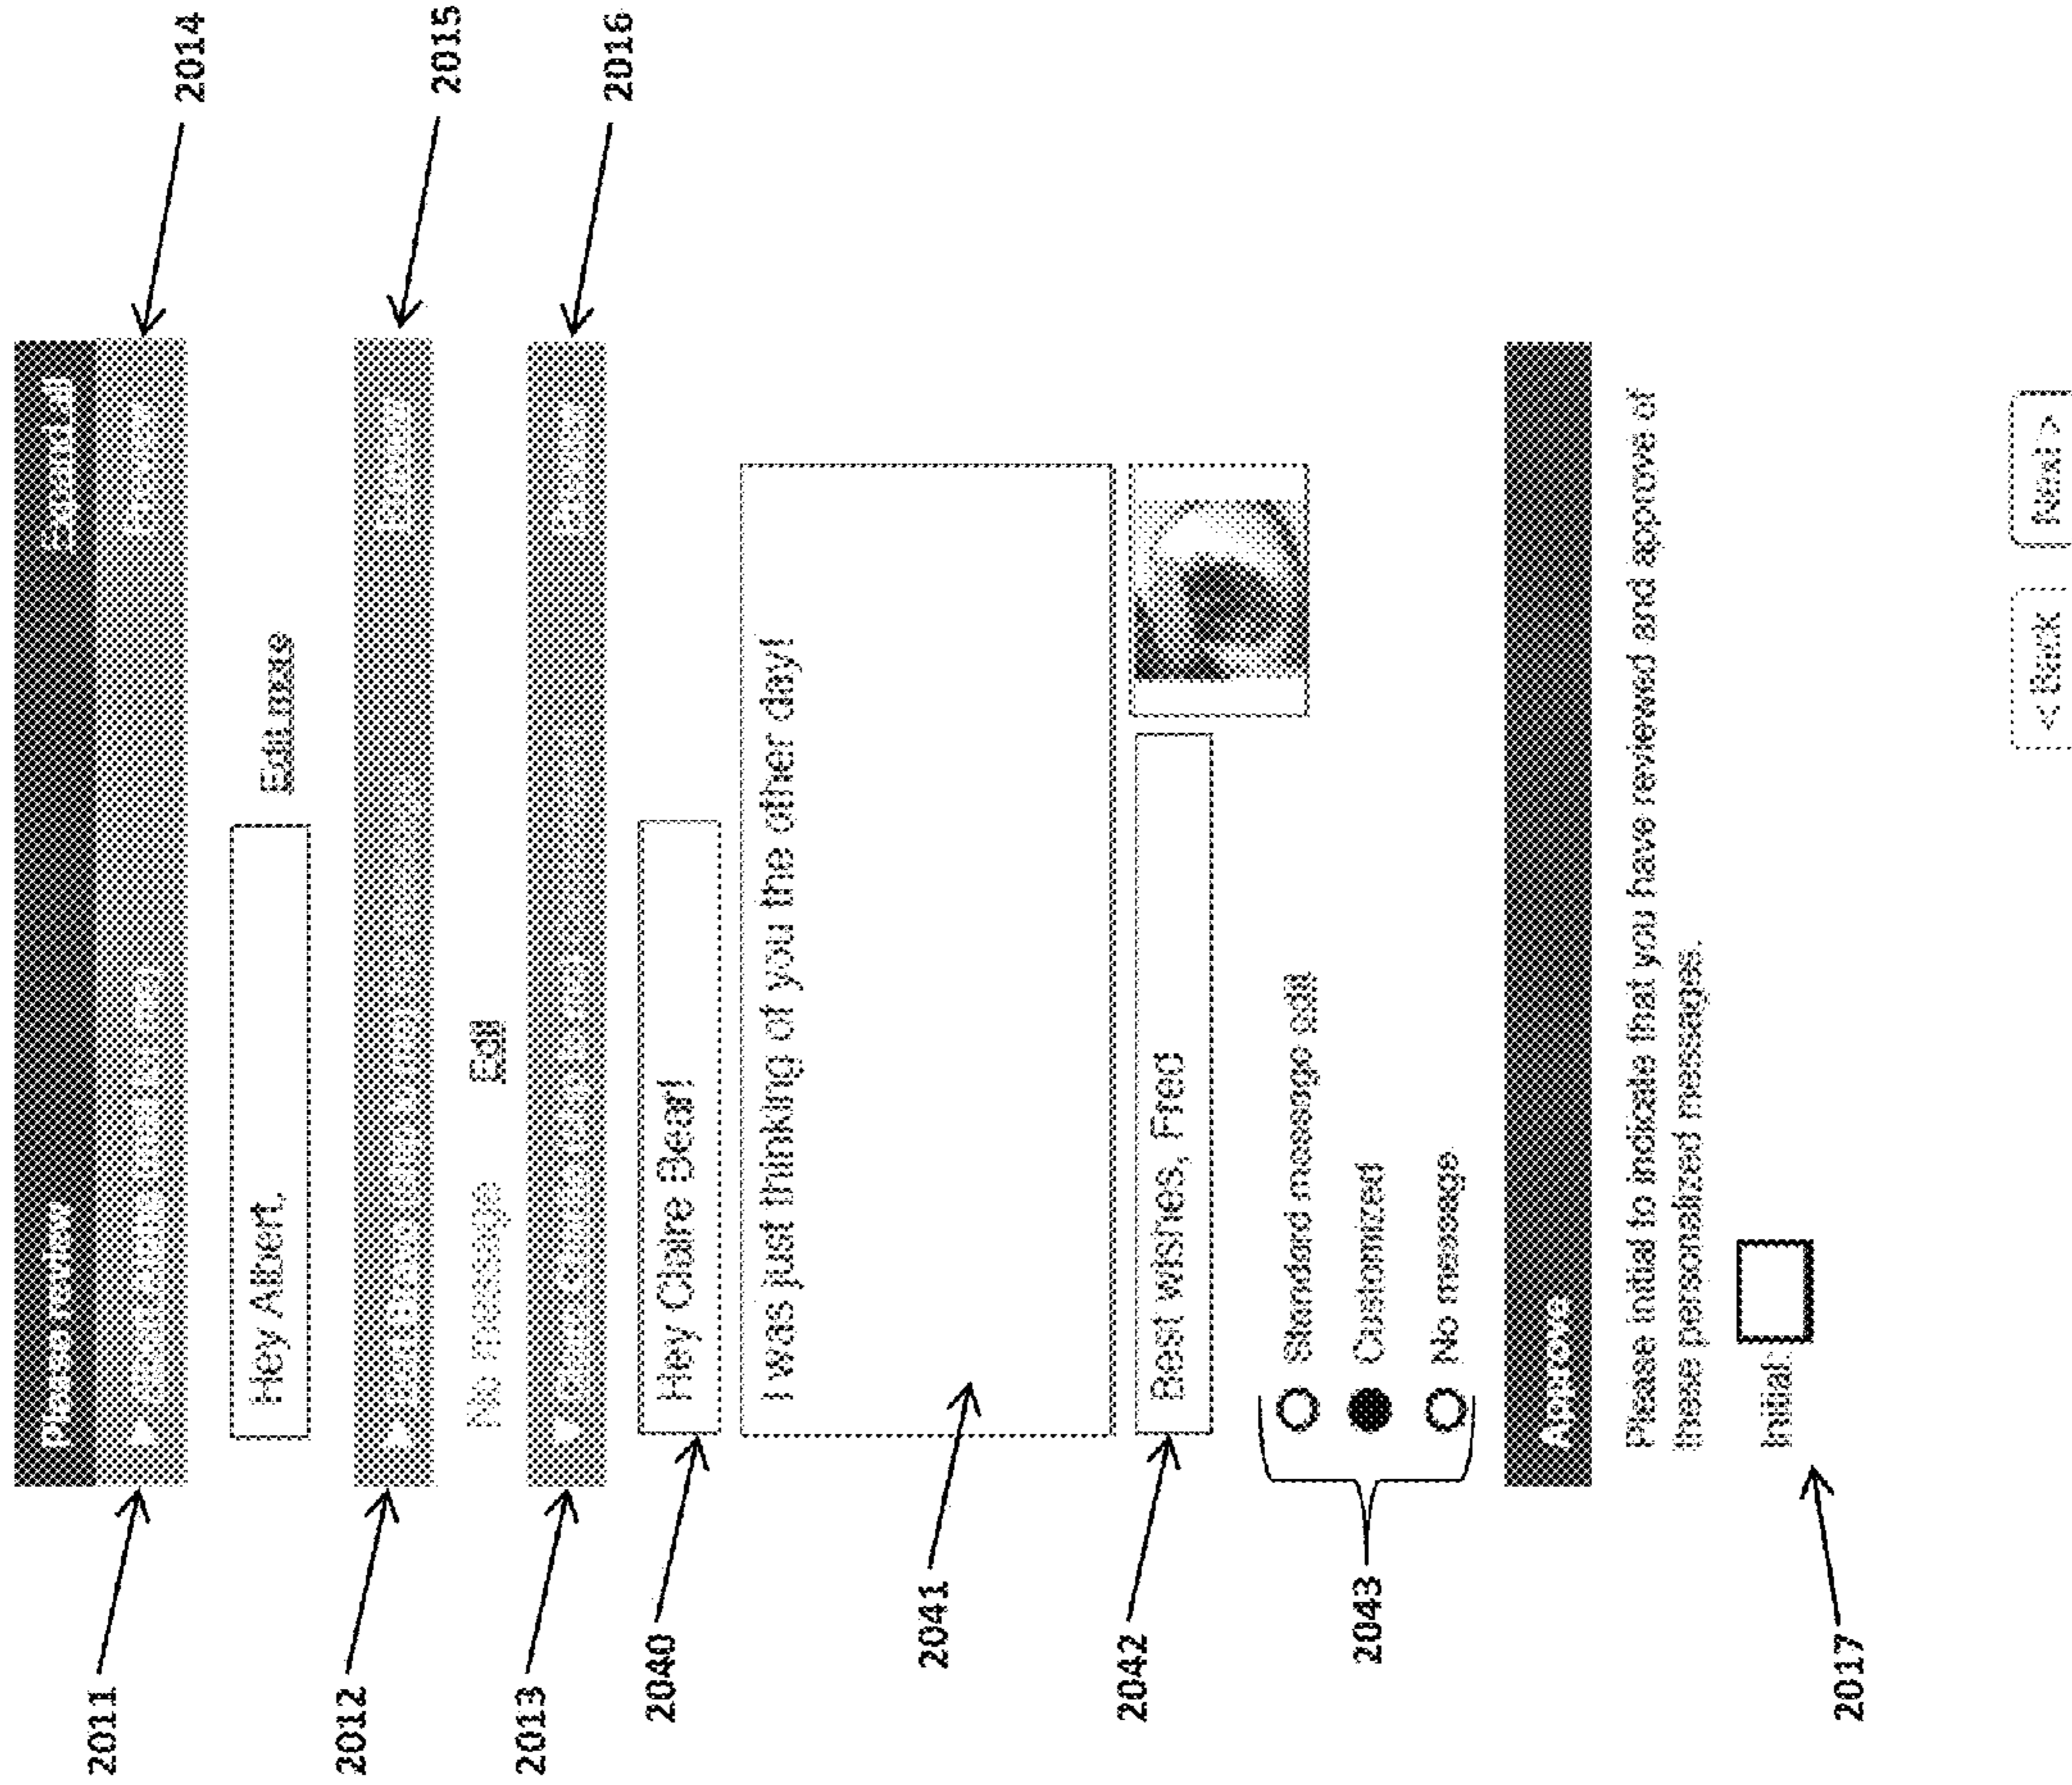 Please review Expand all
2011
2014
Hey Albert, Edit more
2012
2015
No message Edit
2013
2016
2040
Hey Claire Bear!
2041
I was just thinking of you the other day!
2042
Best wishes, Fred
2043
Standard message edit
Customized
No message
Approve
Please initial to indicate that you have reviewed and approve of
these personalized messages.
2017
Initial:
< Back Next >